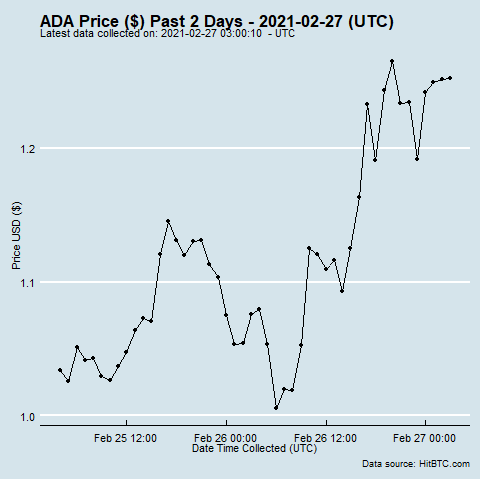 ADA Price ($) Past 2 Days - 2021-02-27 (UTC)
Latest data collected on: 2021-02-27 03:00:10  - UTC
Price USD ($)
1.2
1.1
1.0
Feb 25 12:00 Feb 26 00:00 Feb 26 12:00 Feb 27 00:00
Date Time Collected (UTC)
Data source: HitBTC.com